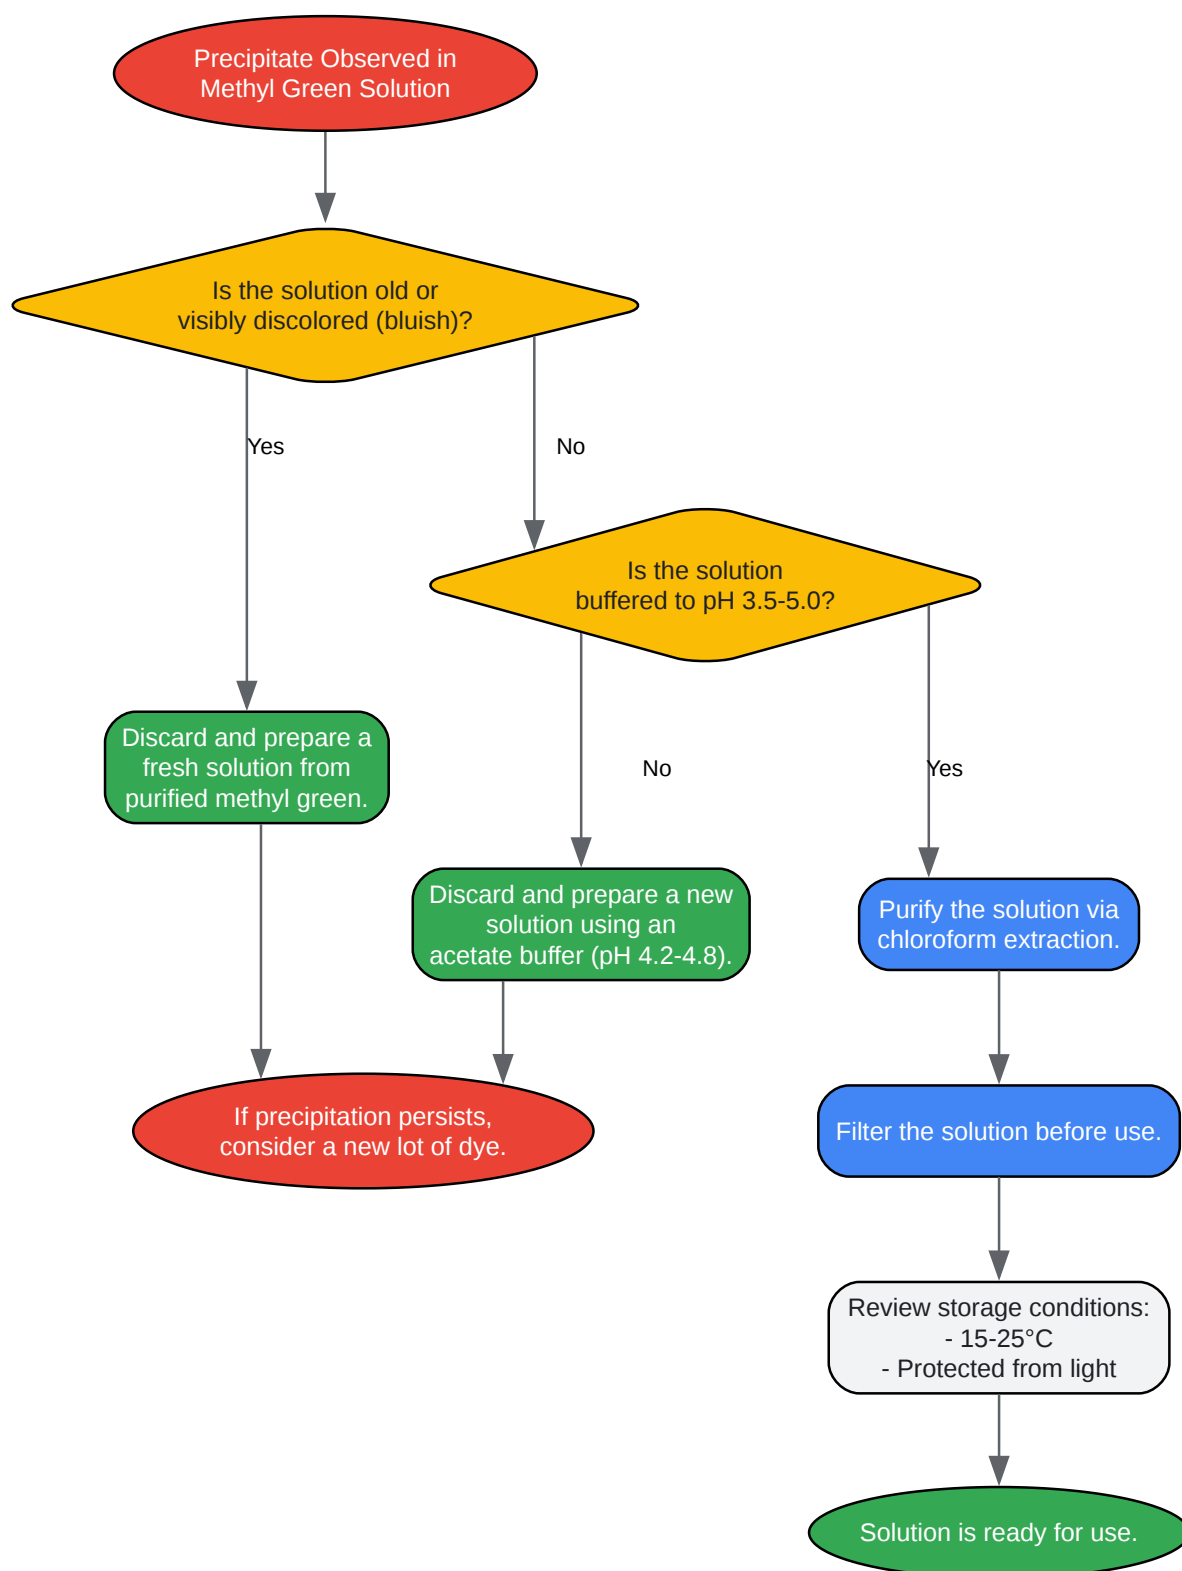 Precipitate Observed in
Methyl Green Solution
Is the solution old or
visibly discolored (bluish)?
Yes
No
Is the solution
buffered to pH 3.5-5.0?
Discard and prepare a
fresh solution from
purified methyl green.
No
Yes
Discard and prepare a new
solution using an
acetate buffer (pH 4.2-4.8).
Purify the solution via
chloroform extraction.
If precipitation persists,
consider a new lot of dye.
Filter the solution before use.
Review storage conditions:
- 15-25°C
- Protected from light
Solution is ready for use.